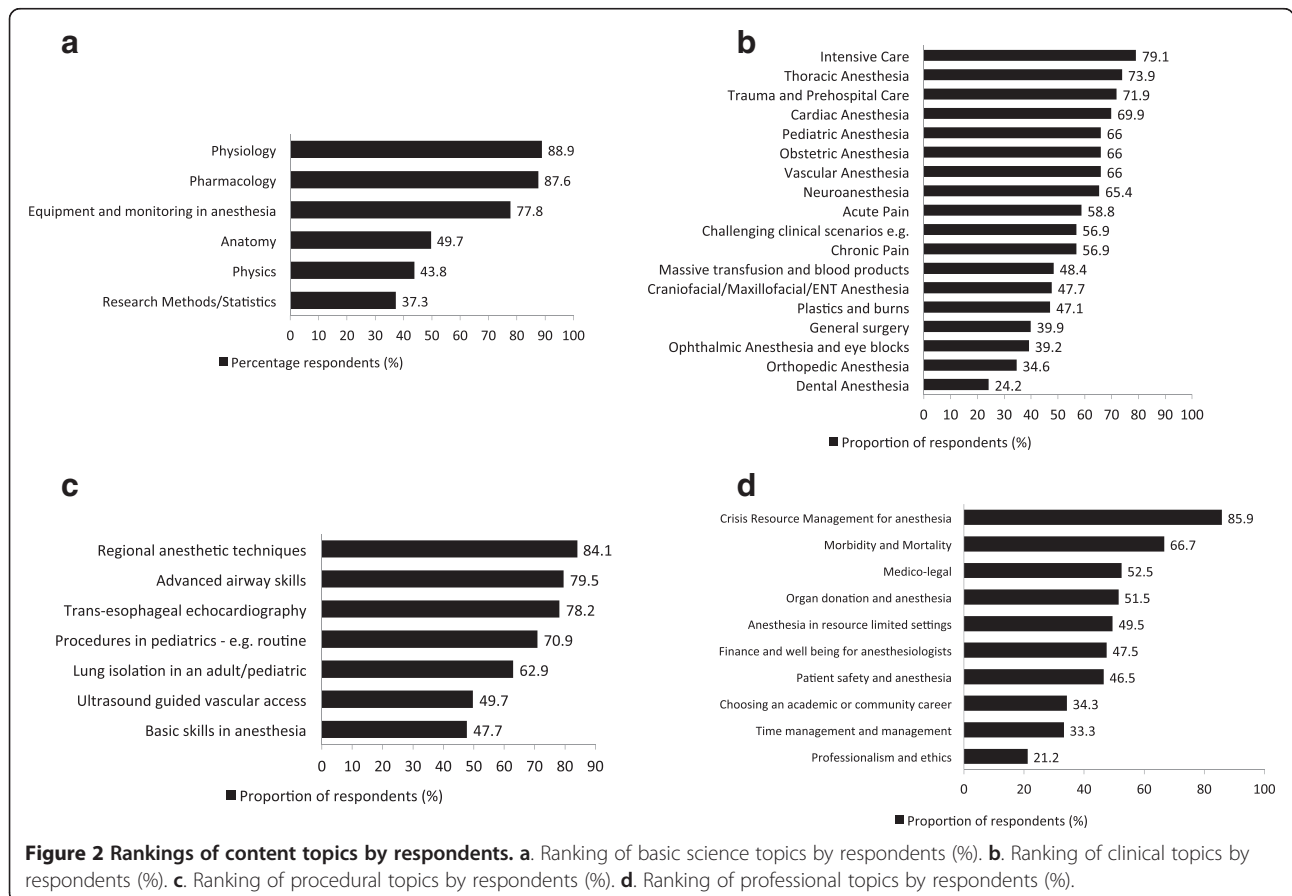 a
Physiology 88.9
Pharmacology 87.6
Equipment and monitoring in anesthesia 77.8
Anatomy 49.7
Physics 43.8
Research Methods/Statistics 37.3
0 10 20 30 40 50 60 70 80 90 100
Percentage respondents (%)
b
Intensive Care 79.1
Thoracic Anesthesia 73.9
Trauma and Prehospital Care 71.9
Cardiac Anesthesia 69.9
Pediatric Anesthesia 66
Obstetric Anesthesia 66
Vascular Anesthesia 66
Neuroanesthesia 65.4
Acute Pain 58.8
Challenging clinical scenarios e.g. 56.9
Chronic Pain 56.9
Massive transfusion and blood products 48.4
Craniofacial/Maxillofacial/ENT Anesthesia 47.7
Plastics and burns 47.1
General surgery 39.9
Ophthalmic Anesthesia and eye blocks 39.2
Orthopedic Anesthesia 34.6
Dental Anesthesia 24.2
0 10 20 30 40 50 60 70 80 90 100
Proportion of respondents (%)
c
Regional anesthetic techniques 84.1
Advanced airway skills 79.5
Trans-esophageal echocardiography 78.2
Procedures in pediatrics - e.g. routine 70.9
Lung isolation in an adult/pediatric 62.9
Ultrasound guided vascular access 49.7
Basic skills in anesthesia 47.7
0 10 20 30 40 50 60 70 80 90
Proportion of respondents (%)
d
Crisis Resource Management for anesthesia 85.9
Morbidity and Mortality 66.7
Medico-legal 52.5
Organ donation and anesthesia 51.5
Anesthesia in resource limited settings 49.5
Finance and well being for anesthesiologists 47.5
Patient safety and anesthesia 46.5
Choosing an academic or community career 34.3
Time management and management 33.3
Professionalism and ethics 21.2
0 20 40 60 80 100
Proportion of respondents (%)
Figure 2 Rankings of content topics by respondents. a. Ranking of basic science topics by respondents (%). b. Ranking of clinical topics by
respondents (%). c. Ranking of procedural topics by respondents (%). d. Ranking of professional topics by respondents (%).